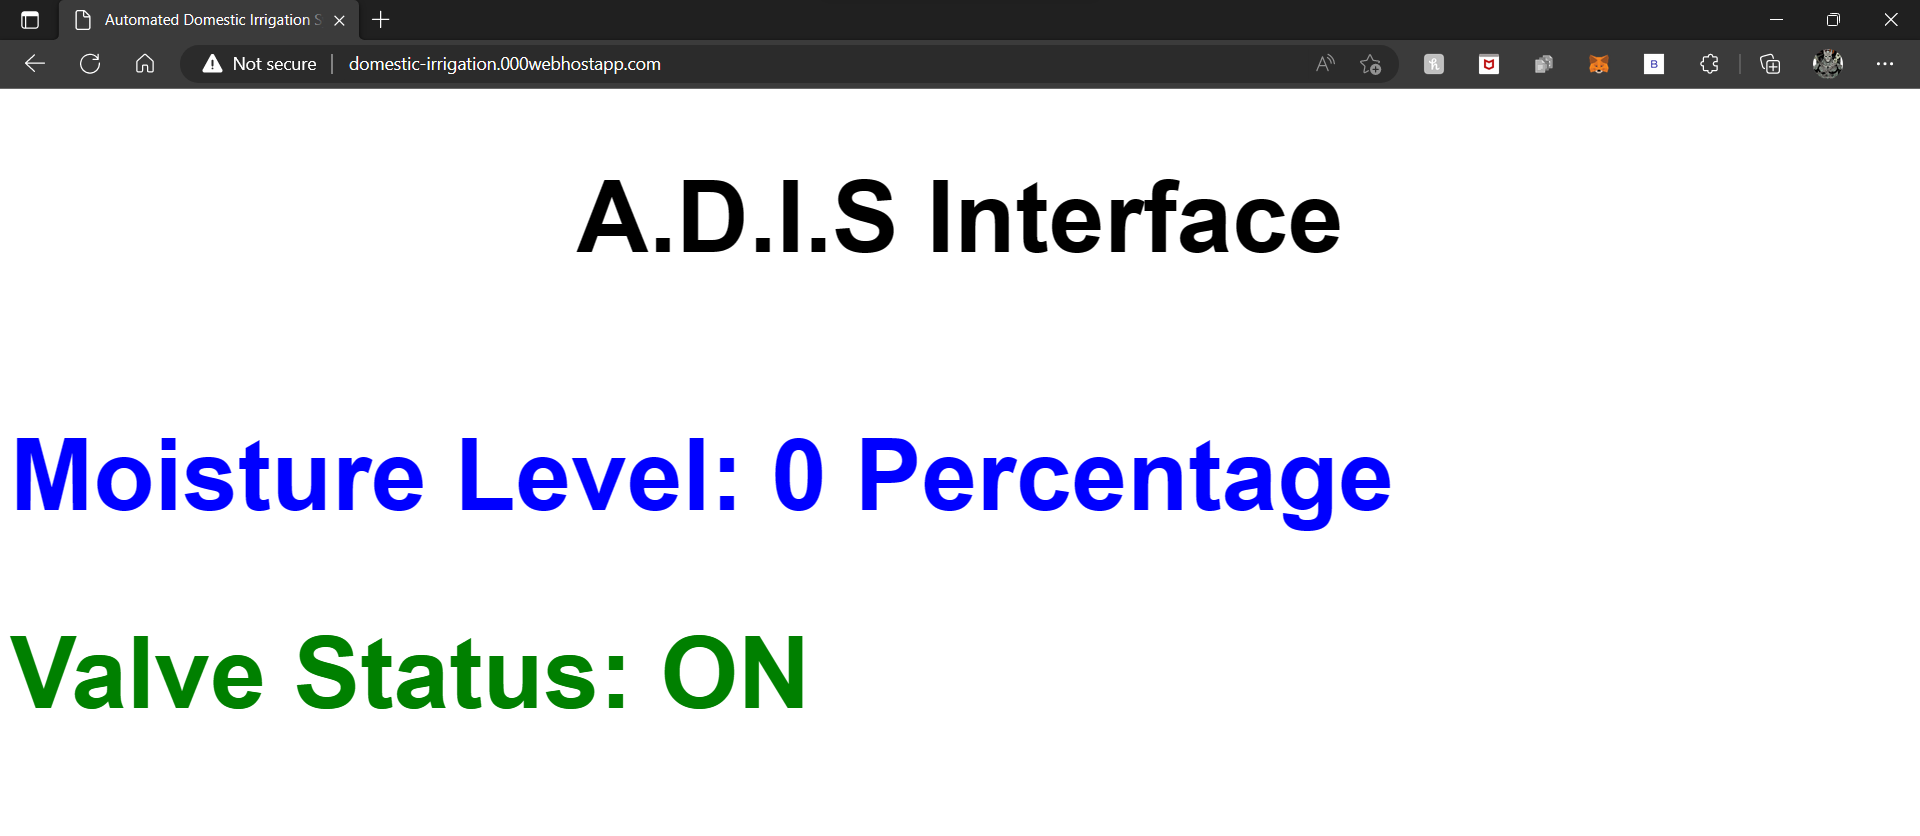 Automated Domestic Irrigation S
Not secure
domestic-irrigation.000webhostapp.com
A.D.I.S Interface
Moisture Level: 0 Percentage
Valve Status: ON